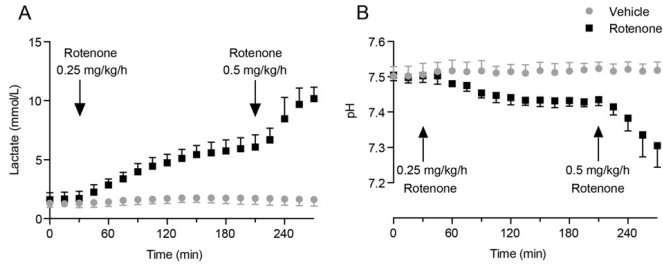 A
Rotenone
0.25 mg/kg/h
Rotenone
0.5 mg/kg/h
15
10
5
0
Lactate (mmol/L)
0
60
120
180
240
Time (min)
B
Vehicle
Rotenone
7.6
7.5
7.4
7.3
7.2
pH
0.25 mg/kg/h
Rotenone
0.5 mg/kg/h
Rotenone
0
60
120
180
240
Time (min)